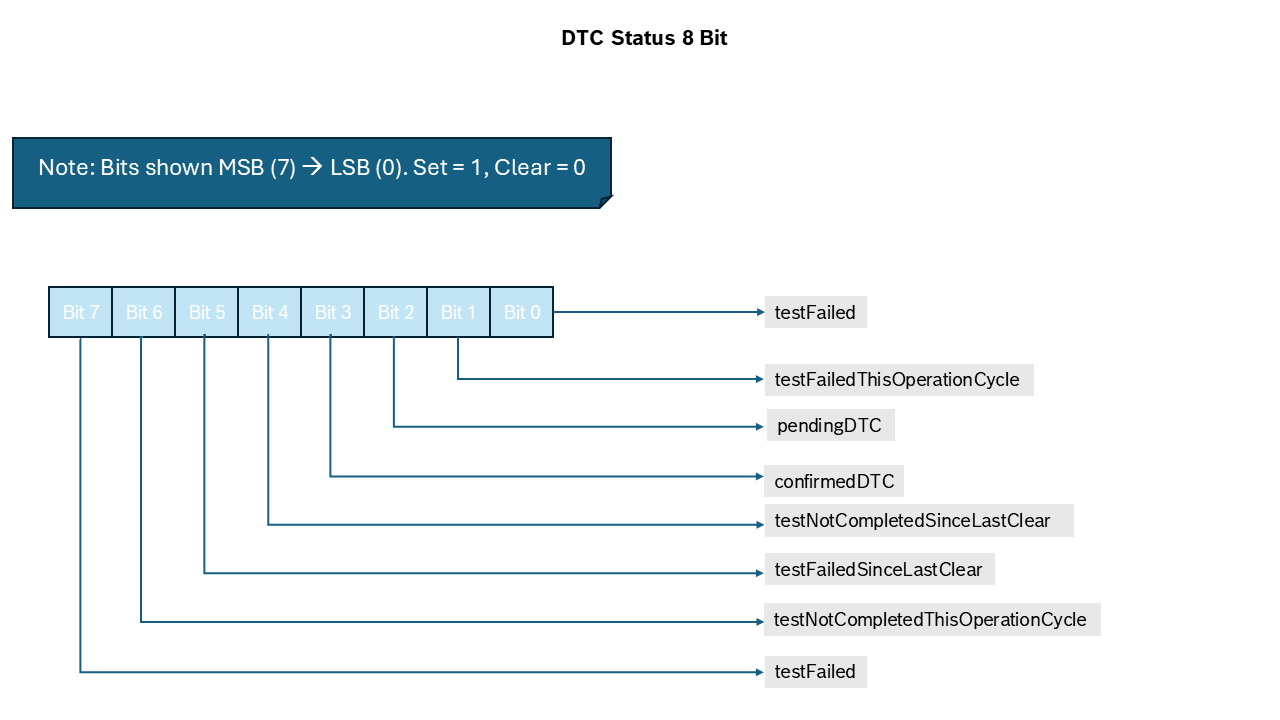 DTC Status 8 Bit
Note: Bits shown MSB (7) → LSB (0). Set = 1, Clear = 0
Bit 7 Bit 6 Bit 5 Bit 4 Bit 3 Bit 2 Bit 1 Bit 0
testFailed
testFailedThisOperationCycle
pendingDTC
confirmedDTC
testNotCompletedSinceLastClear
testFailedSinceLastClear
testNotCompletedThisOperationCycle
testFailed